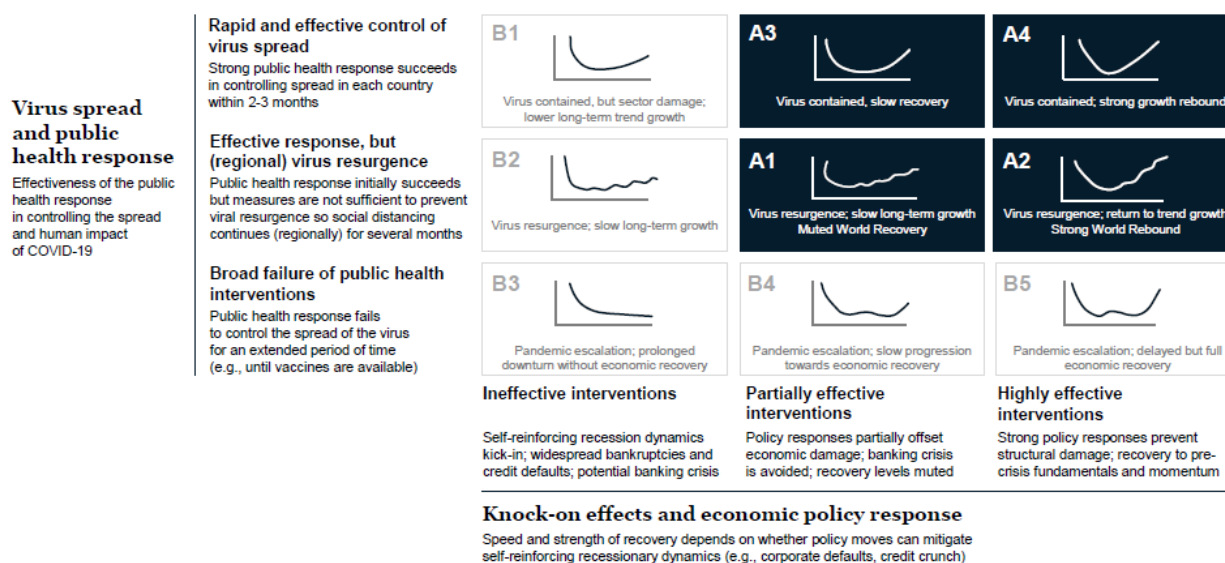 Virus spread
and public
health response
Effectiveness of the public
health response
in controlling the spread
and human impact
of COVID-19
Rapid and effective control of
virus spread
Strong public health response succeeds
in controlling spread in each country
within 2-3 months
Effective response, but
(regional) virus resurgence
Public health response initially succeeds
but measures are not sufficient to prevent
viral resurgence so social distancing
continues (regionally) for several months
Broad failure of public health
interventions
Public health response fails
to control the spread of the virus
for an extended period of time
(e.g., until vaccines are available)
B1
Virus contained, but sector damage;
lower long-term trend growth
A3
Virus contained, slow recovery
A4
Virus contained; strong growth rebound
B2
Virus resurgence; slow long-term growth
A1
Virus resurgence; slow long-term growth
Muted World Recovery
A2
Virus resurgence; return to trend growth
Strong World Rebound
B3
Pandemic escalation; prolonged
downturn without economic recovery
B4
Pandemic escalation; slow progression
towards economic recovery
B5
Pandemic escalation; delayed but full
economic recovery
Ineffective interventions
Self-reinforcing recession dynamics
kick-in; widespread bankruptcies and
credit defaults; potential banking crisis
Partially effective
interventions
Policy responses partially offset
economic damage; banking crisis
is avoided; recovery levels muted
Highly effective
interventions
Strong policy responses prevent
structural damage; recovery to pre-
crisis fundamentals and momentum
Knock-on effects and economic policy response
Speed and strength of recovery depends on whether policy moves can mitigate
self-reinforcing recessionary dynamics (e.g., corporate defaults, credit crunch)